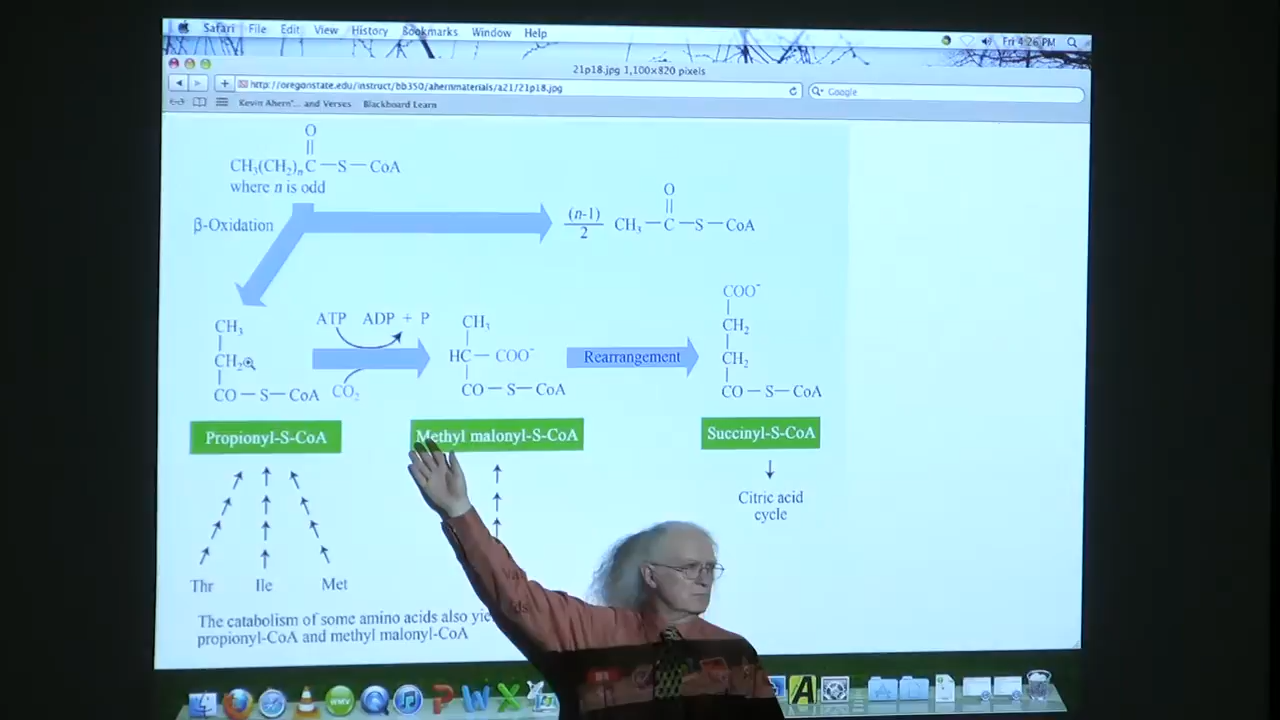 Safari File Edit View History Bookmarks Window Help
Fri 4:26 PM
21p18.jpg 1,100×820 pixels
http://oregonstate.edu/instruct/bb350/ahernmaterials/a21/21p18.jpg
Google
Kevin Ahern'... and Verses Blackboard Learn
O
CH3(CH2)nC—S—CoA
where n is odd
O
β-Oxidation
(n-1)
2
CH3—C—S—CoA
COO⁻
ATP ADP + P
CH3
CH3
CH2
CH2
HC—COO⁻
Rearrangement
CH2
CO—S—CoA
CO2
CO—S—CoA
CO—S—CoA
Propionyl-S-CoA
Methyl malonyl-S-CoA
Succinyl-S-CoA
Citric acid
cycle
Thr Ile Met
The catabolism of some amino acids also
propionyl-CoA and methyl malonyl-CoA